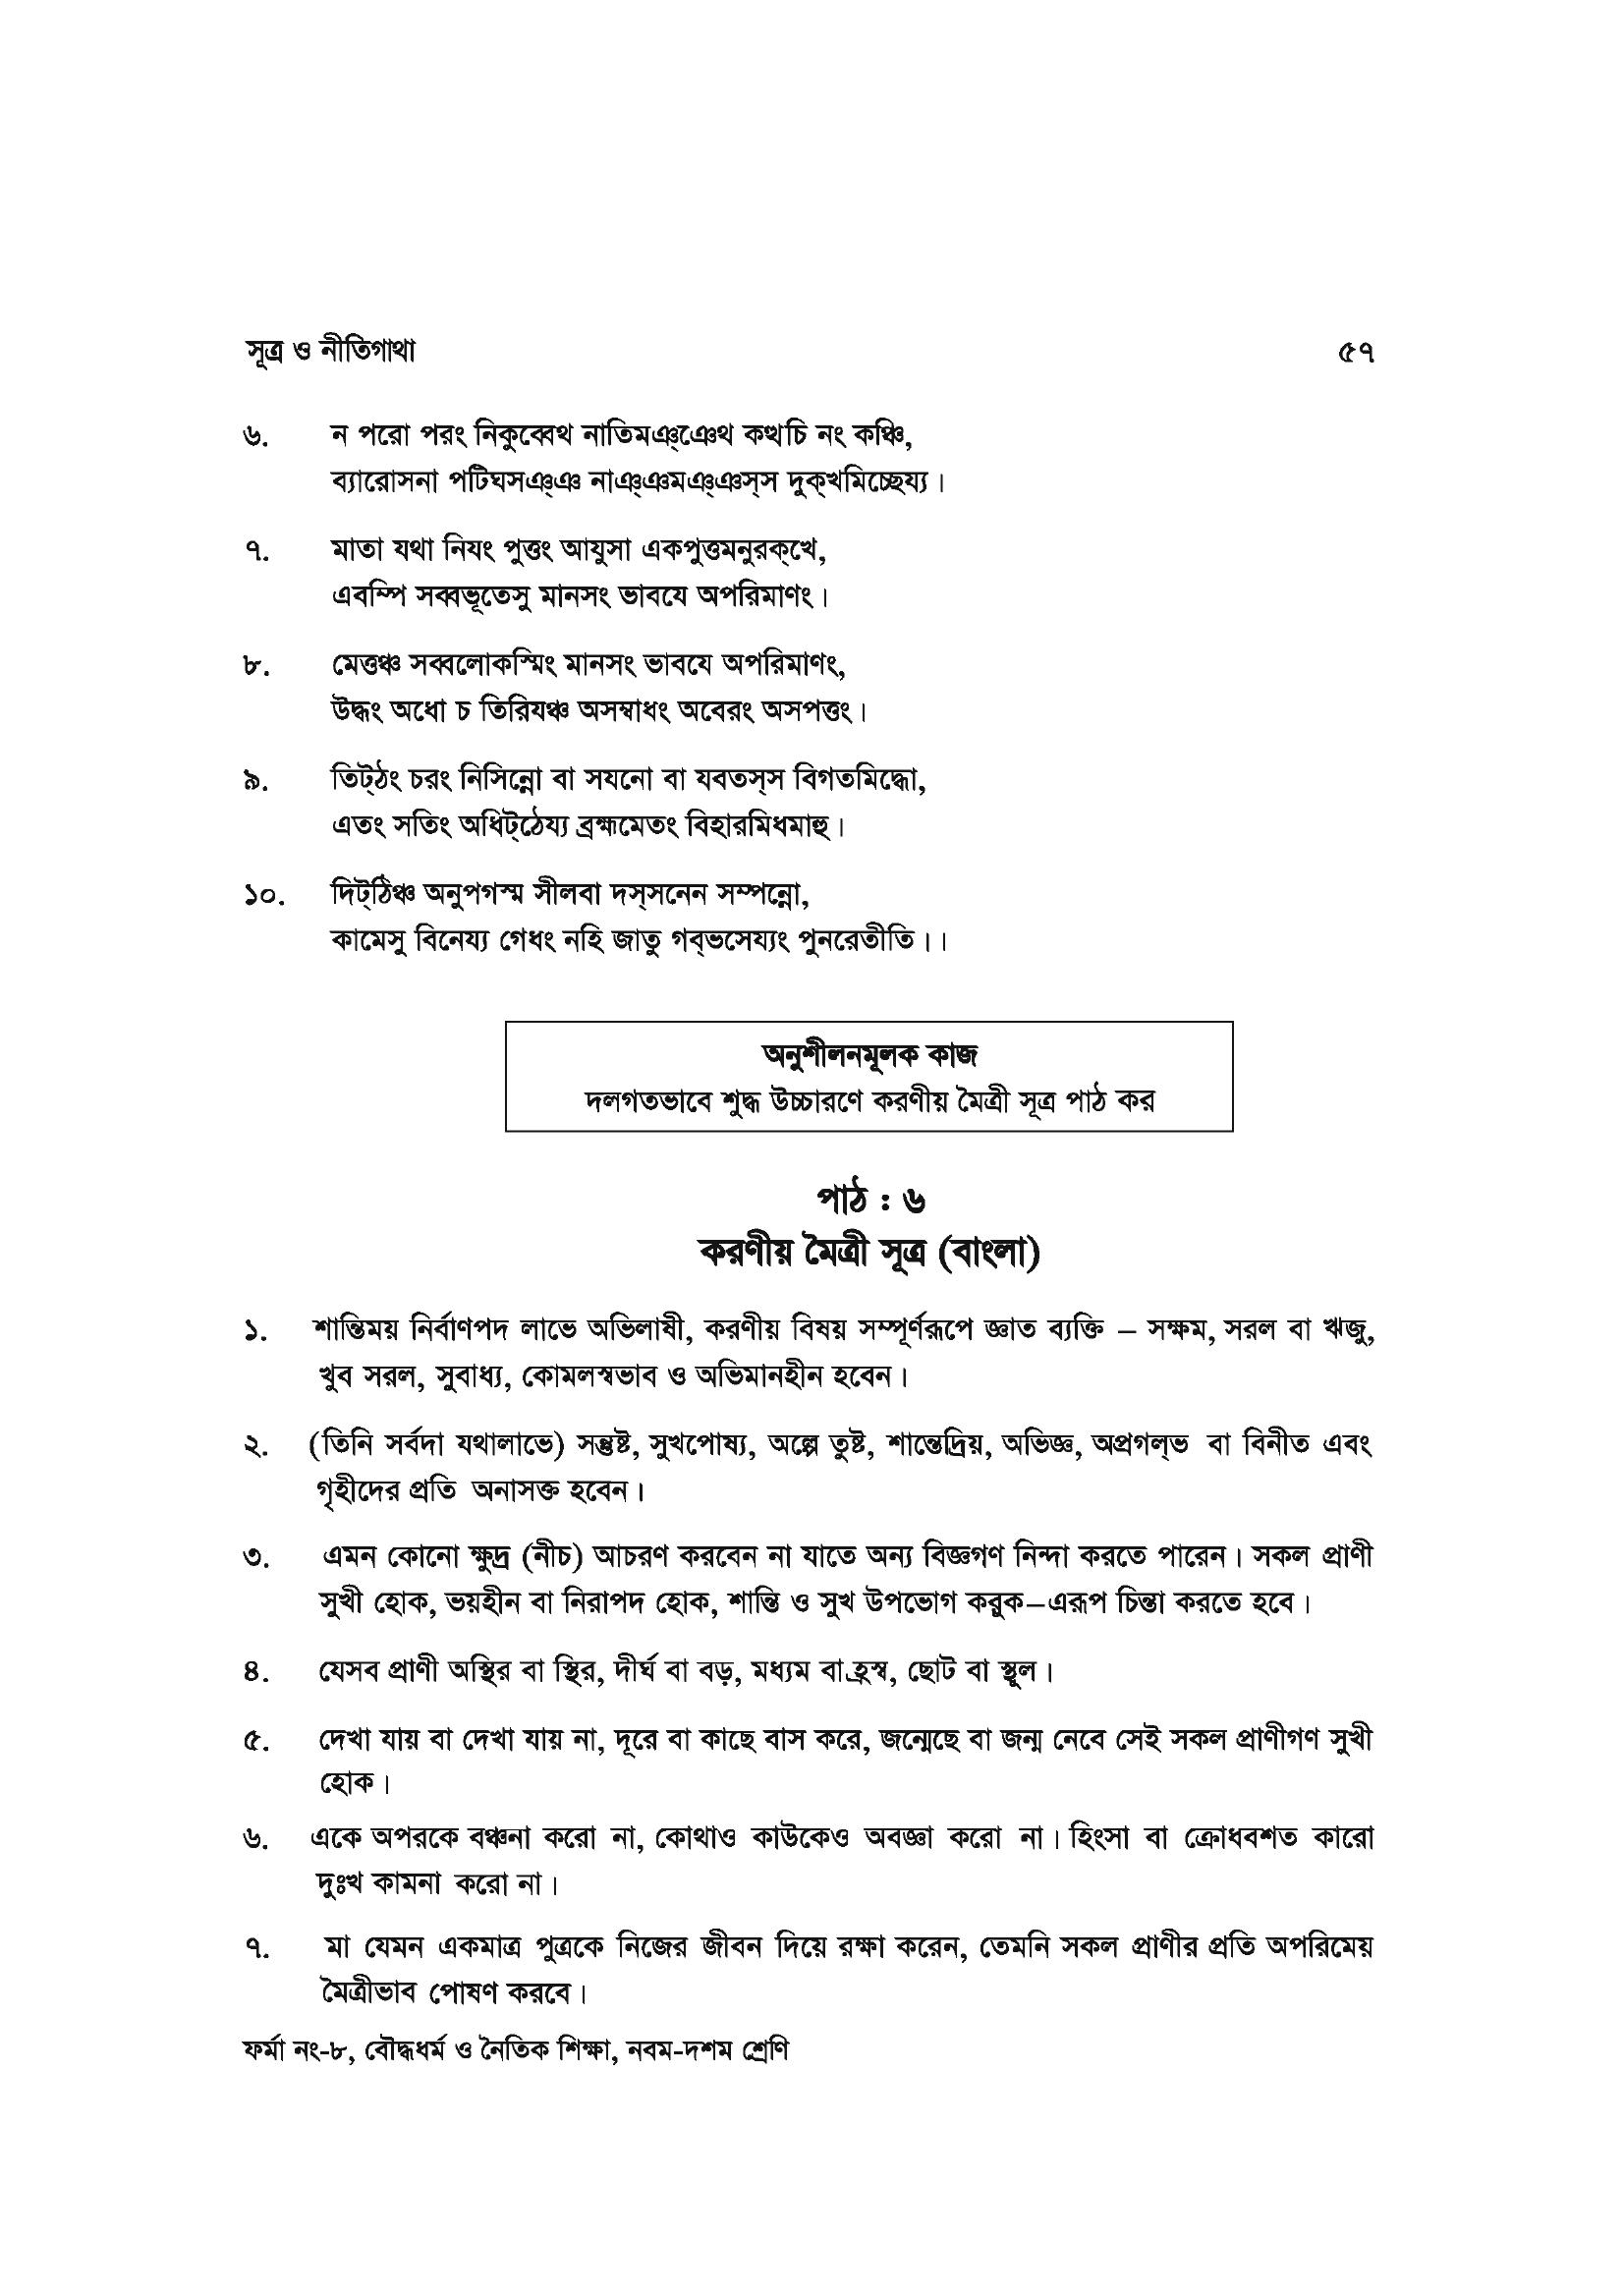 সূত্র ও নীতিগাথা ৫৭
৬. ন পরো পরং নিকুব্বেথ নাতিমঞ্ঞেথ কত্থচি নং কঞ্চি,
ব্যারোসনা পটিঘসঞ্ঞ নাঞ্ঞমঞ্ঞস্স দুক্খমিচ্ছেয্য।
৭. মাতা যথা নিযং পুত্তং আযুসা একপুত্তমনুরক্খে,
এবম্পি সব্বভূতেসু মানসং ভাবযে অপরিমাণং।
৮. মেত্তঞ্চ সব্বলোকস্মিং মানসং ভাবযে অপরিমাণং,
উদ্ধং অধো চ তিরিযঞ্চ অসম্বাধং অবেরং অসপত্তং।
৯. তিট্ঠং চরং নিসিন্নো বা সযনো বা যবতস্স বিগতমিদ্ধো,
এতং সতিং অধিট্ঠেয্য ব্রহ্মমেতং বিহারমিধমাহু।
১০. দিট্ঠিঞ্চ অনুপগম্ম সীলবা দস্সনেন সম্পন্নো,
কামেসু বিনেয্য গেধং নহি জাতু গব্ভসেয্যং পুনরেতীতি।।
অনুশীলনমূলক কাজ
দলগতভাবে শুদ্ধ উচ্চারণে করণীয় মৈত্রী সূত্র পাঠ কর
পাঠ : ৬
করণীয় মৈত্রী সূত্র (বাংলা)
১. শান্তিময় নির্বাণপদ লাভে অভিলাষী, করণীয় বিষয় সম্পূর্ণরূপে জ্ঞাত ব্যক্তি – সক্ষম, সরল বা ঋজু,
খুব সরল, সুবাধ্য, কোমলস্বভাব ও অভিমানহীন হবেন।
২. (তিনি সর্বদা যথালাভে) সন্তুষ্ট, সুখপোষ্য, অল্পে তুষ্ট, শান্তেদ্রিয়, অভিজ্ঞ, অপ্রগল্‌ভ বা বিনীত এবং
গৃহীদের প্রতি অনাসক্ত হবেন।
৩. এমন কোনো ক্ষুদ্র (নীচ) আচরণ করবেন না যাতে অন্য বিজ্ঞগণ নিন্দা করতে পারেন। সকল প্রাণী
সুখী হোক, ভয়হীন বা নিরাপদ হোক, শান্তি ও সুখ উপভোগ করুক–এরূপ চিন্তা করতে হবে।
৪. যেসব প্রাণী অস্থির বা স্থির, দীর্ঘ বা বড়, মধ্যম বা হ্রস্ব, ছোট বা স্থূল।
৫. দেখা যায় বা দেখা যায় না, দূরে বা কাছে বাস করে, জন্মেছে বা জন্ম নেবে সেই সকল প্রাণীগণ সুখী
হোক।
৬. একে অপরকে বঞ্চনা করো না, কোথাও কাউকেও অবজ্ঞা করো না। হিংসা বা ক্রোধবশত কারো
দুঃখ কামনা করো না।
৭. মা যেমন একমাত্র পুত্রকে নিজের জীবন দিয়ে রক্ষা করেন, তেমনি সকল প্রাণীর প্রতি অপরিমেয়
মৈত্রীভাব পোষণ করবে।
ফর্মা নং-৮, বৌদ্ধধর্ম ও নৈতিক শিক্ষা, নবম-দশম শ্রেণি